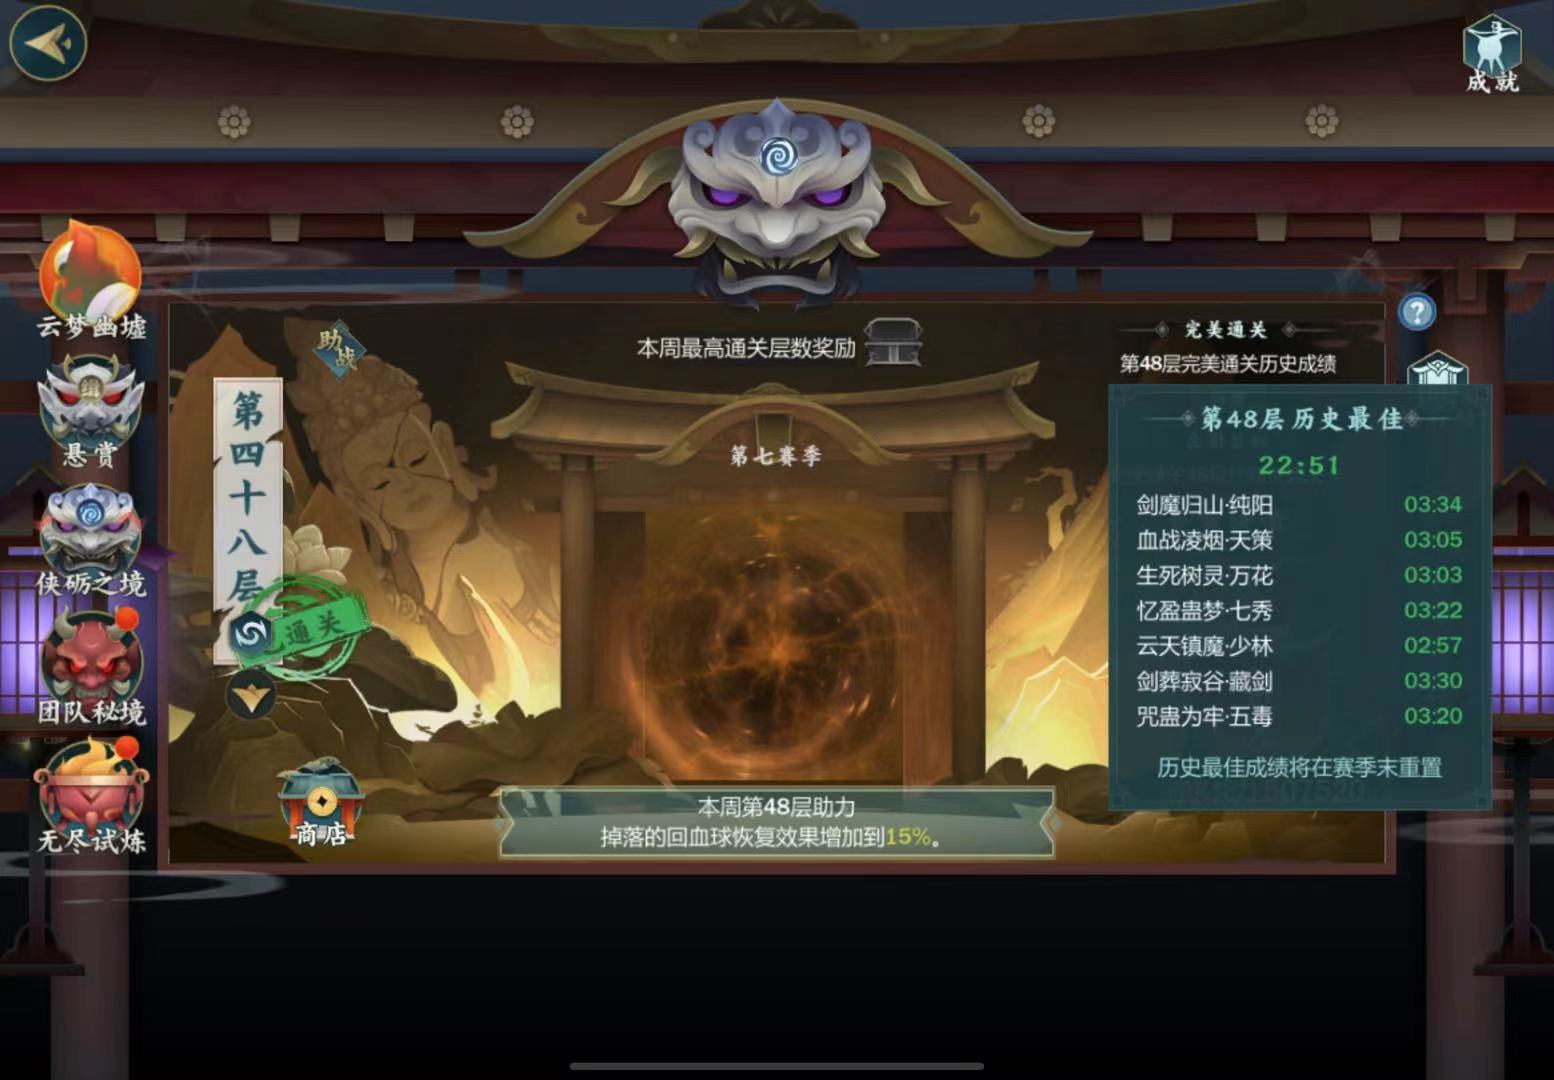 成就
云梦幽墟
悬赏
侠砺之境
团队秘境
无尽试炼
助战
第四十八层
通关
商店
本周最高通关层数奖励
第七赛季
本周第48层助力
掉落的回血球恢复效果增加到15%。
完美通关
第48层完美通关历史成绩
?
第48层历史最佳
22:51
剑魔归山·纯阳 03:34
血战凌烟·天策 03:05
生死树灵·万花 03:03
忆盈蛊梦·七秀 03:22
云天镇魔·少林 02:57
剑葬寂谷·藏剑 03:30
咒蛊为牢·五毒 03:20
历史最佳成绩将在赛季末重置